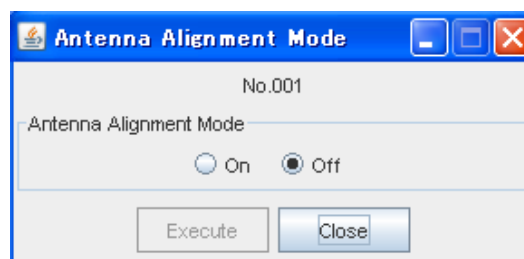 Antenna Alignment Mode
No.001
Antenna Alignment Mode
On Off
Execute Close